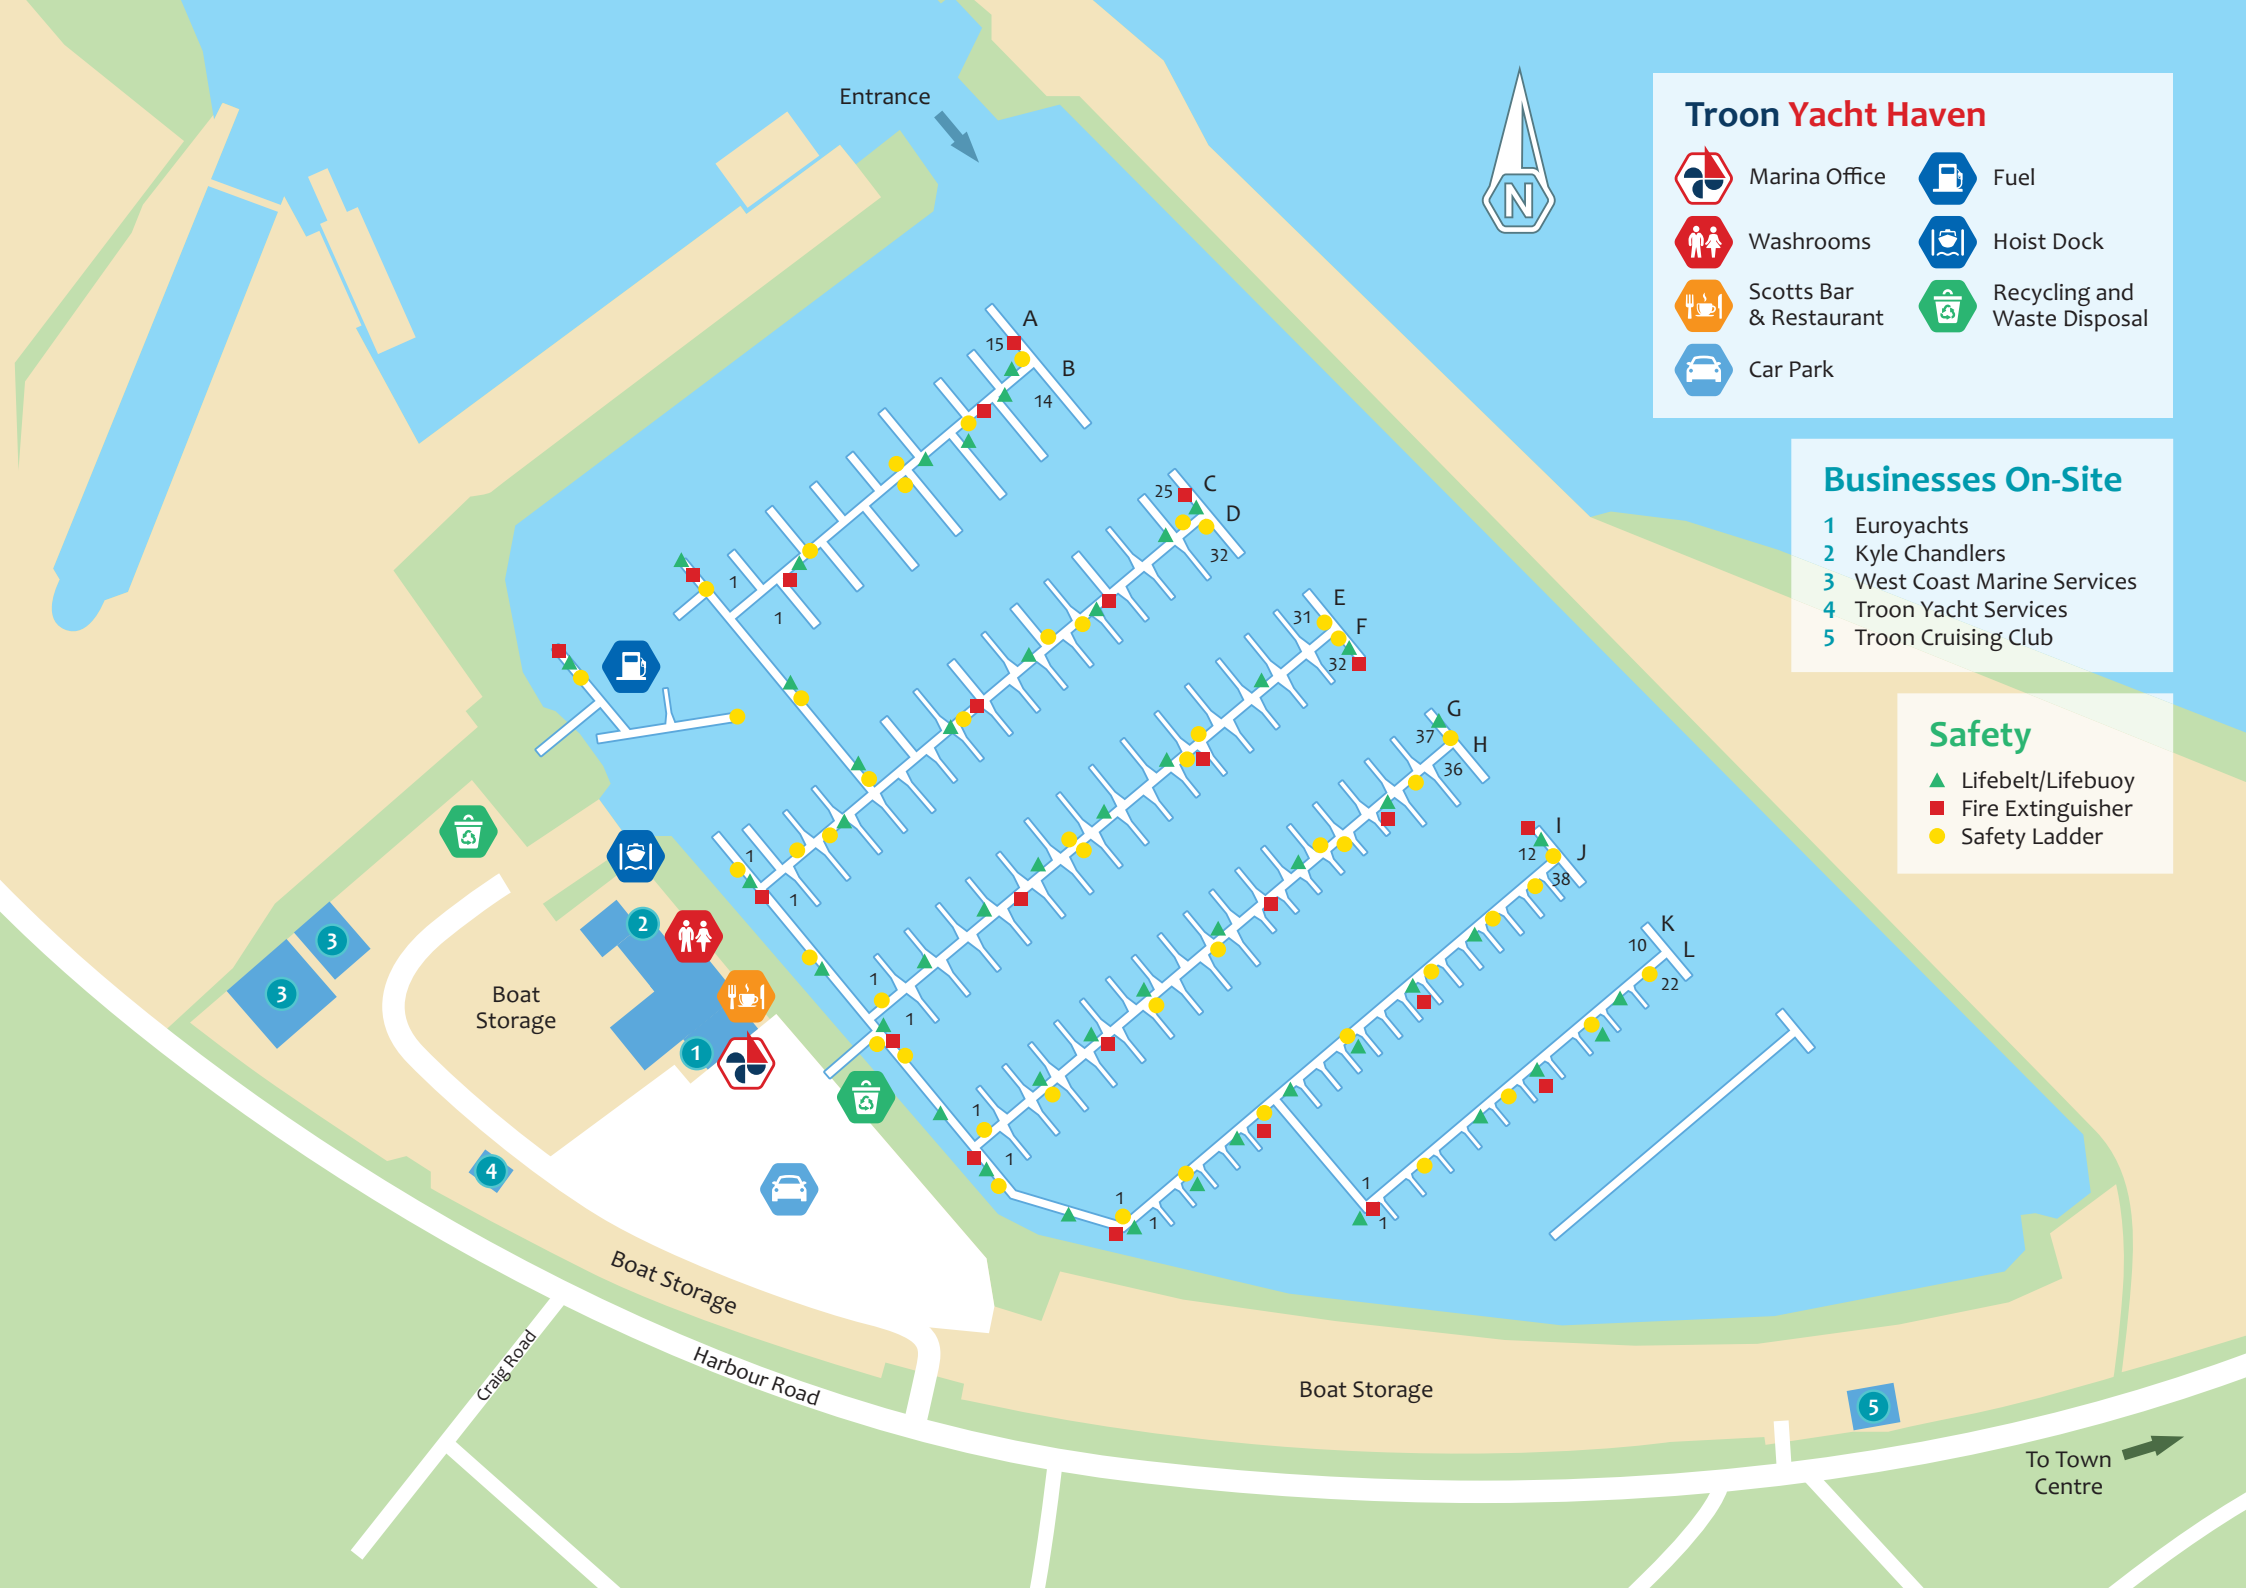 Entrance
N
Troon Yacht Haven
Marina Office
Fuel
Washrooms
Hoist Dock
Scotts Bar
& Restaurant
Recycling and
Waste Disposal
Car Park
Businesses On-Site
1 Euroyachts
2 Kyle Chandlers
3 West Coast Marine Services
4 Troon Yacht Services
5 Troon Cruising Club
Safety
Lifebelt/Lifebuoy
Fire Extinguisher
Safety Ladder
A
15
B
14
1
1
C
25
D
32
1
1
E
31
F
32
1
1
G
37
H
36
1
1
I
12
J
38
1
1
K
10
L
22
1
1
2
3
3
1
4
5
Boat
Storage
Boat Storage
Boat Storage
Craig Road
Harbour Road
To Town
Centre